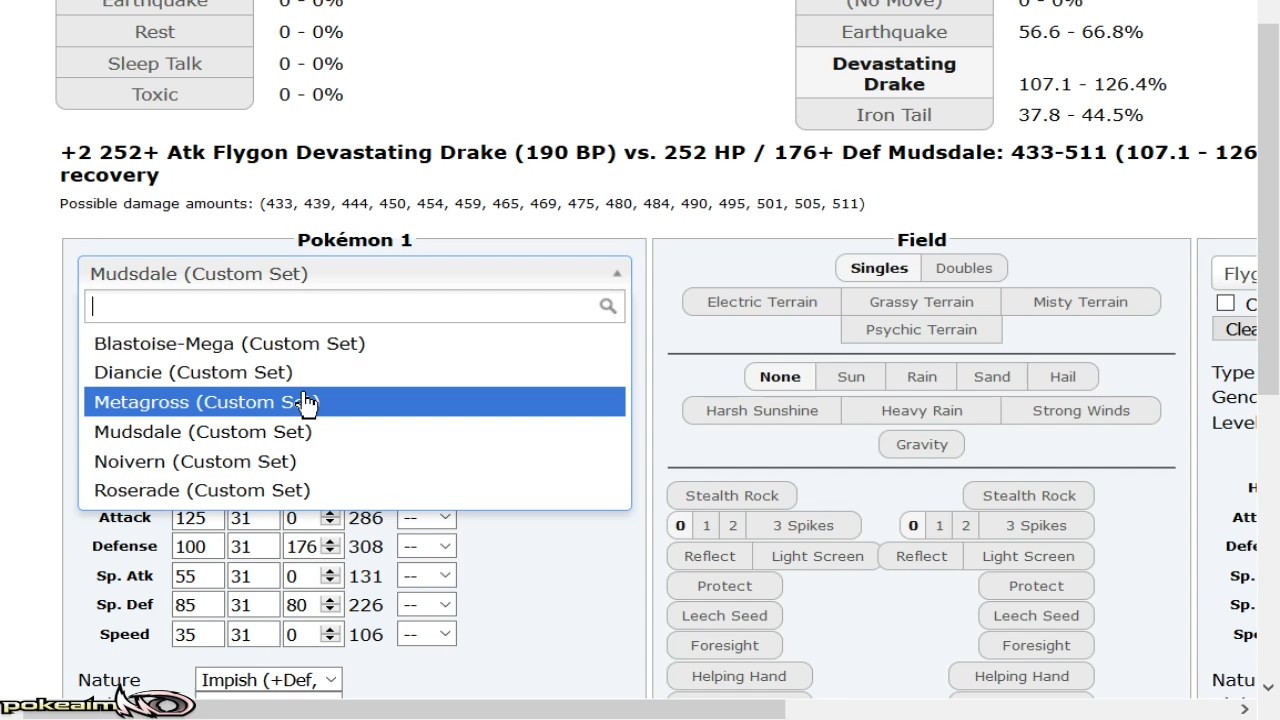 Earthquake 0 - 0%
Rest 0 - 0%
Sleep Talk 0 - 0%
Toxic 0 - 0%
(No Move) 0 - 0%
Earthquake 56.6 - 66.8%
Devastating
Drake 107.1 - 126.4%
Iron Tail 37.8 - 44.5%
+2 252+ Atk Flygon Devastating Drake (190 BP) vs. 252 HP / 176+ Def Mudsdale: 433-511 (107.1 - 126
recovery
Possible damage amounts: (433, 439, 444, 450, 454, 459, 465, 469, 475, 480, 484, 490, 495, 501, 505, 511)
Pokémon 1
Mudsdale (Custom Set)
Blastoise-Mega (Custom Set)
Diancie (Custom Set)
Metagross (Custom Set)
Mudsdale (Custom Set)
Noivern (Custom Set)
Roserade (Custom Set)
Attack 125 31 0 286 --
Defense 100 31 176 308 --
Sp. Atk 55 31 0 131 --
Sp. Def 85 31 80 226 --
Speed 35 31 0 106 --
Nature Impish (+Def,
Field
Singles Doubles
Electric Terrain Grassy Terrain Misty Terrain
Psychic Terrain
None Sun Rain Sand Hail
Harsh Sunshine Heavy Rain Strong Winds
Gravity
Stealth Rock Stealth Rock
0 1 2 3 Spikes 0 1 2 3 Spikes
Reflect Light Screen Reflect Light Screen
Protect Protect
Leech Seed Leech Seed
Foresight Foresight
Helping Hand Helping Hand
Flyg
C
Clea
Type
Gend
Level
H
Att
Defe
Sp.
Sp.
Spe
Natu
pokeaim